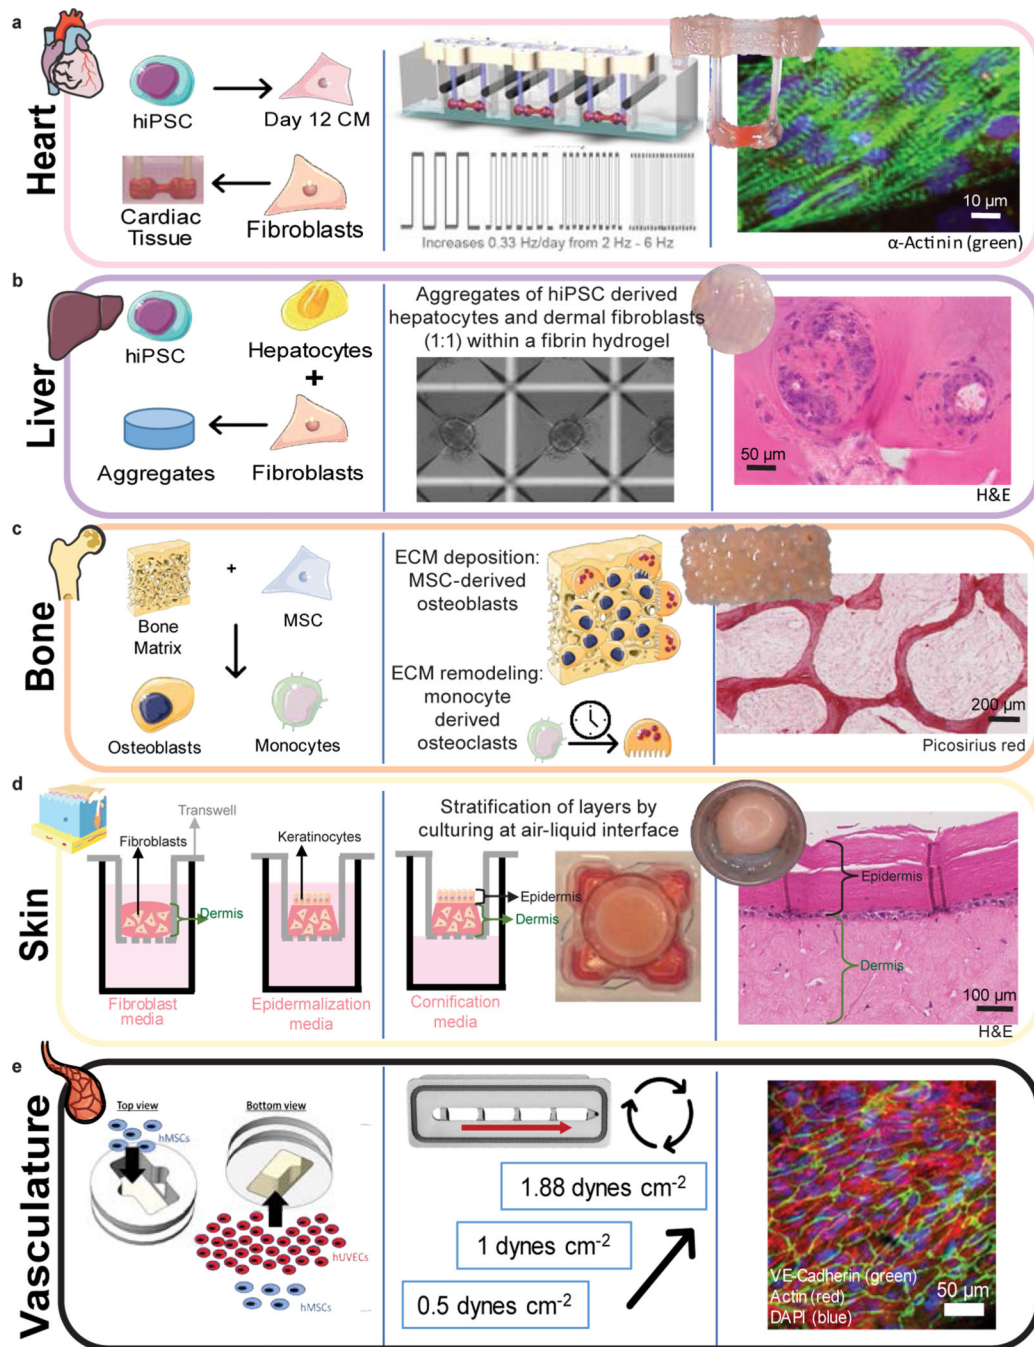 a
Heart
hiPSC
Day 12 CM
Cardiac
Tissue
Fibroblasts
Increases 0.33 Hz/day from 2 Hz - 6 Hz
10 µm
α-Actinin (green)
b
Liver
hiPSC
Hepatocytes
+
Aggregates
Fibroblasts
Aggregates of hiPSC derived
hepatocytes and dermal fibroblasts
(1:1) within a fibrin hydrogel
50 µm
H&E
c
Bone
+
Bone
Matrix
MSC
Osteoblasts
Monocytes
ECM deposition:
MSC-derived
osteoblasts
ECM remodeling:
monocyte
derived
osteoclasts
200 µm
Picosirius red
d
Skin
Transwell
Fibroblasts
Dermis
Fibroblast
media
Keratinocytes
Epidermalization
media
Stratification of layers by
culturing at air-liquid interface
Epidermis
Dermis
Cornification
media
Epidermis
Dermis
100 µm
H&E
e
Vasculature
Top view
hMSCs
Bottom view
hUVECs
hMSCs
1.88 dynes cm-2
1 dynes cm-2
0.5 dynes cm-2
VE-Cadherin (green)
Actin (red)
DAPI (blue)
50 µm